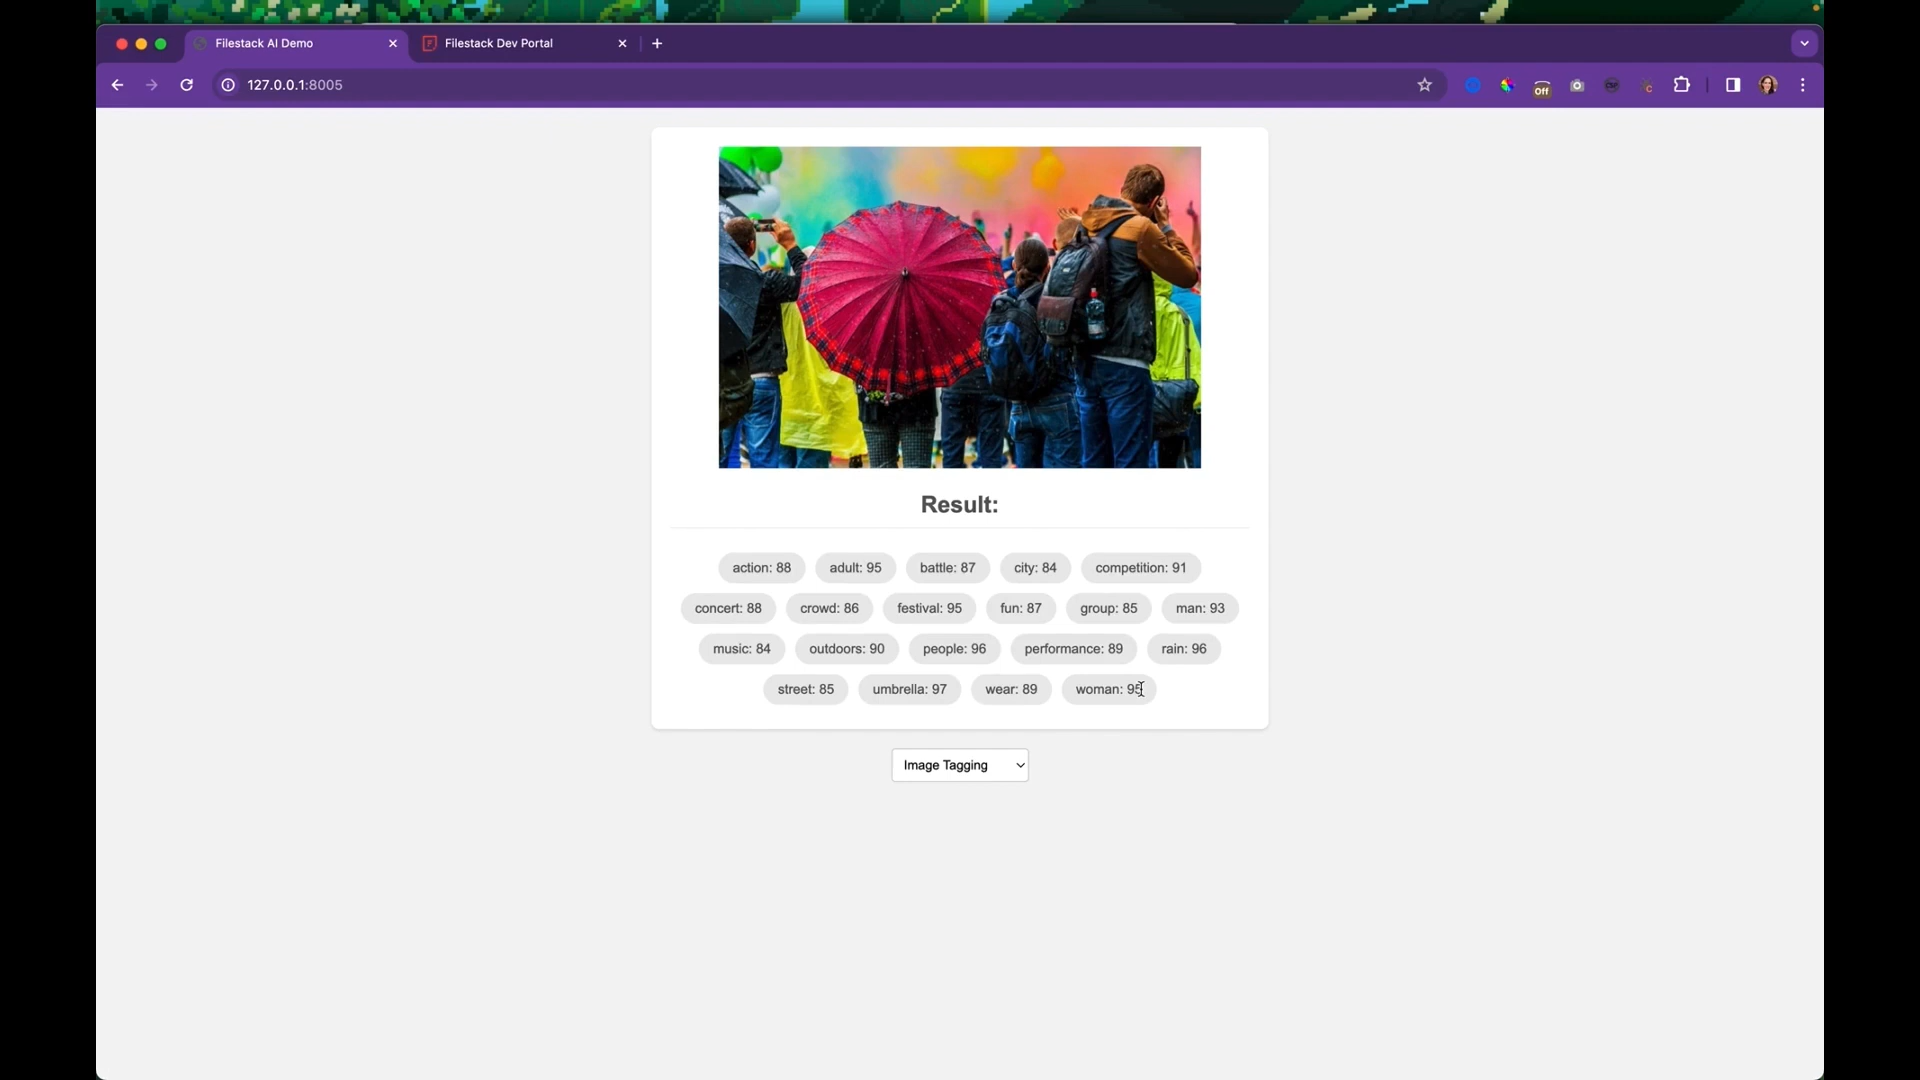 Filestack AI Demo
Filestack Dev Portal
127.0.0.1:8005
Off
Result:
action: 88 adult: 95 battle: 87 city: 84 competition: 91
concert: 88 crowd: 86 festival: 95 fun: 87 group: 85 man: 93
music: 84 outdoors: 90 people: 96 performance: 89 rain: 96
street: 85 umbrella: 97 wear: 89 woman: 95
Image Tagging